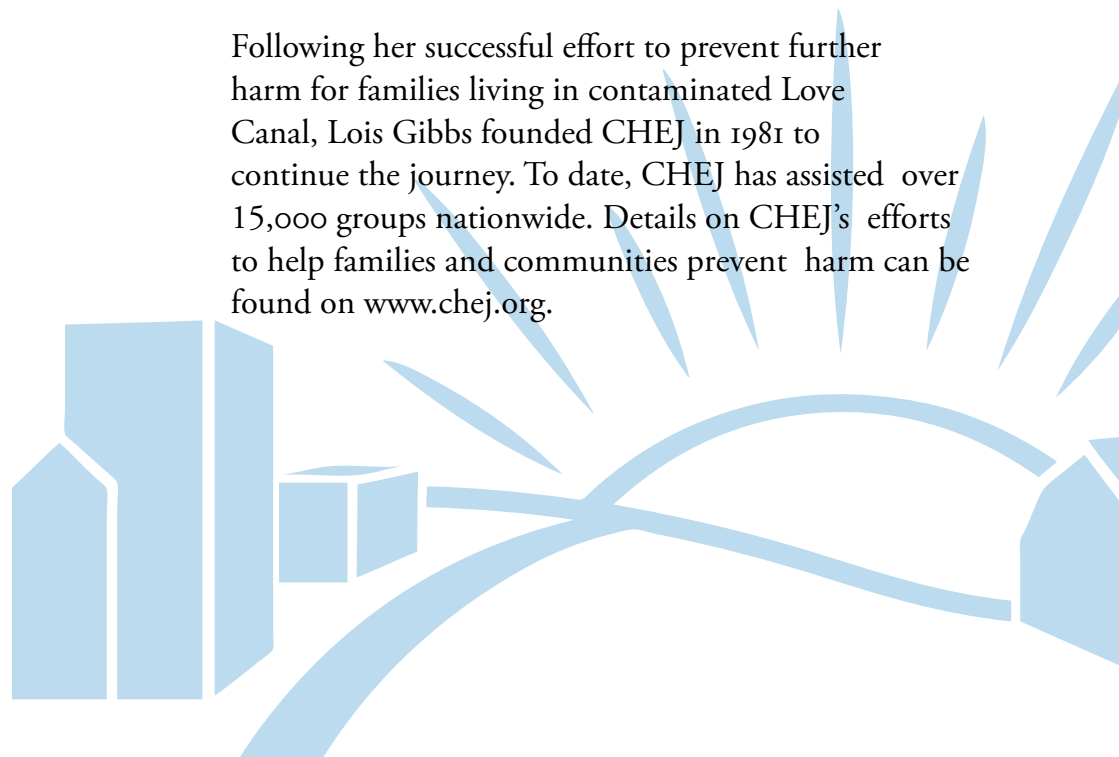 Following her successful effort to prevent further
harm for families living in contaminated Love
Canal, Lois Gibbs founded CHEJ in 1981 to
continue the journey. To date, CHEJ has assisted  over
15,000 groups nationwide. Details on CHEJ’s  efforts
to help families and communities prevent  harm can be
found on www.chej.org.